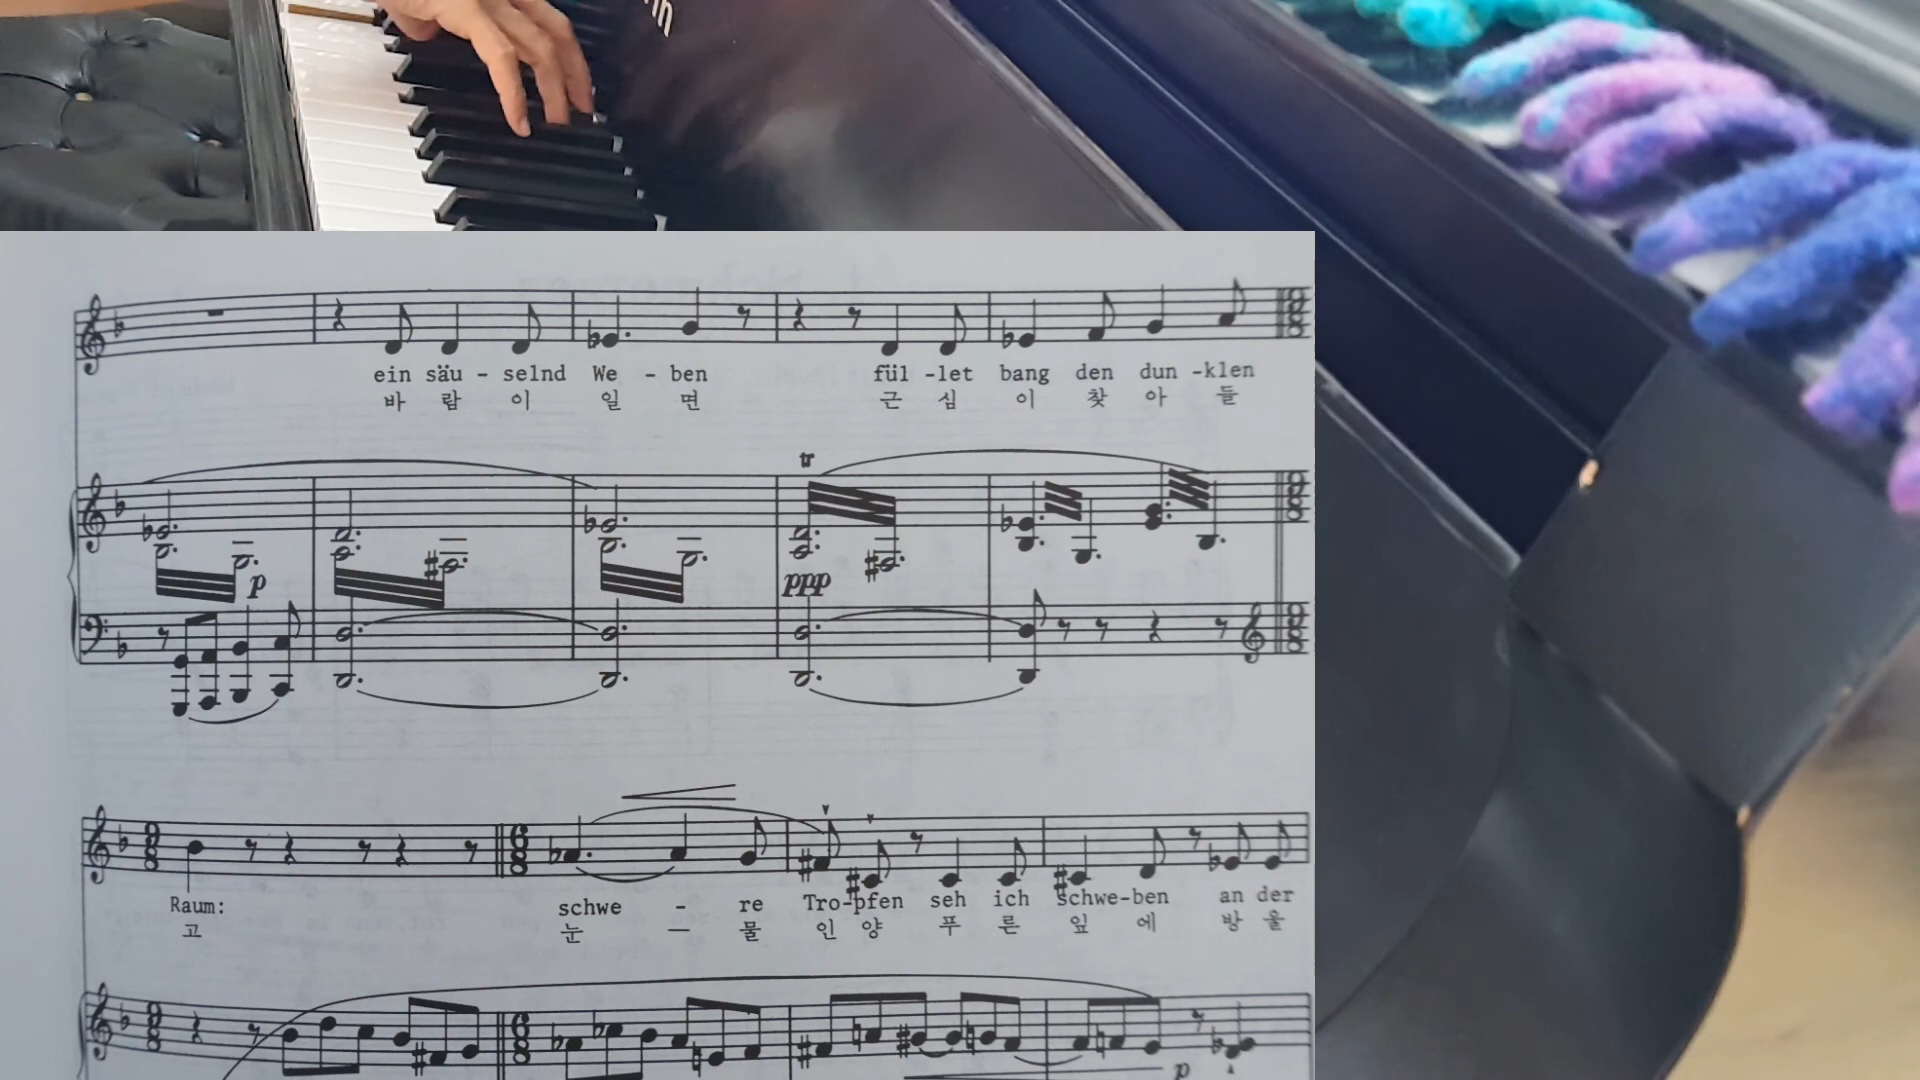 ein säu - selnd We - ben fül -let bang den dun -klen
바 람 이 일 면 근 심 이 찾 아 들
tr
p
ppp
Raum: schwe - re Tro-pfen seh ich schwe-ben an der
고 눈 — 물 인 양 푸 른 잎 에 방 울
p